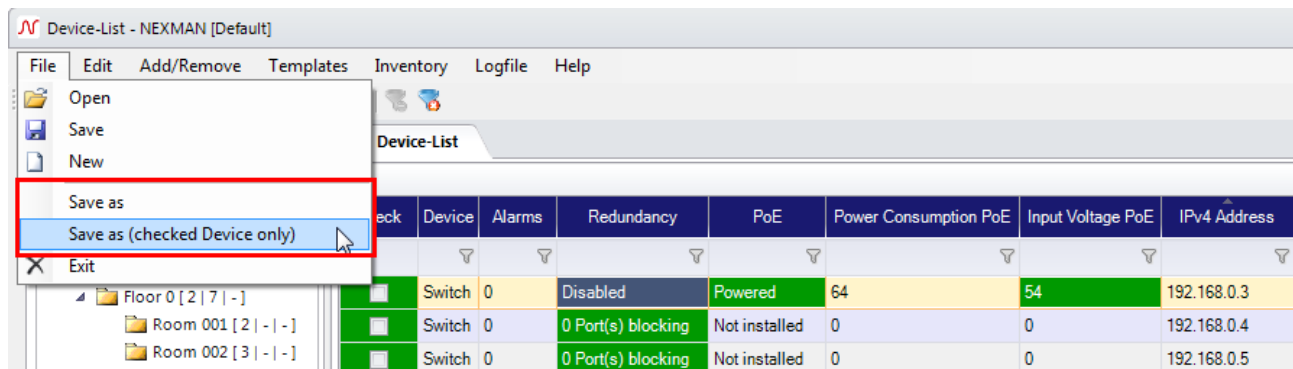 Device-List - NEXMAN [Default]
File Edit Add/Remove Templates Inventory Logfile Help
Open
Save
Device-List
New
Save as
eck Device Alarms Redundancy PoE Power Consumption PoE Input Voltage PoE IPv4 Address
Save as (checked Device only)
Exit
Floor 0 [ 2 | 7 | - ] Switch 0 Disabled Powered 64 54 192.168.0.3
Room 001 [ 2 | - | - ] Switch 0 0 Port(s) blocking Not installed 0 0 192.168.0.4
Room 002 [ 3 | - | - ] Switch 0 0 Port(s) blocking Not installed 0 0 192.168.0.5